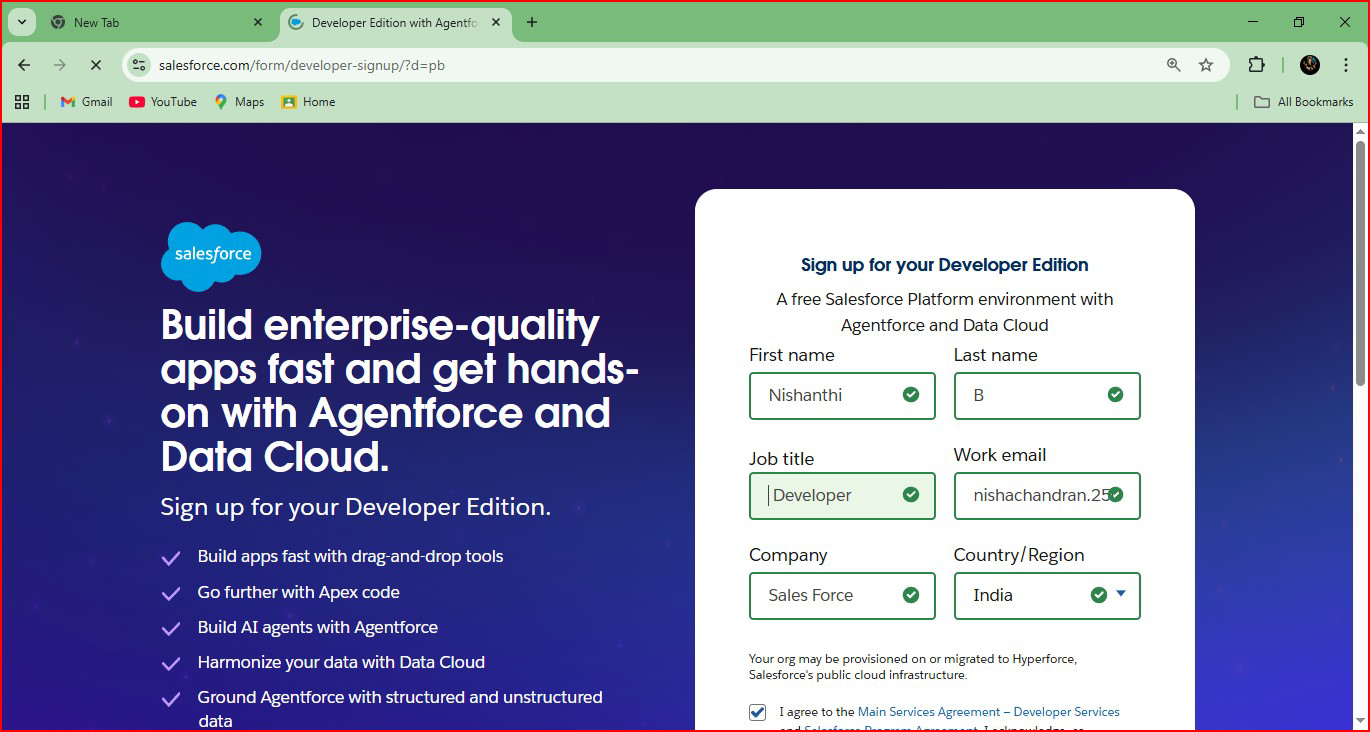 New Tab
Developer Edition with Agentfo
salesforce.com/form/developer-signup/?d=pb
Gmail
YouTube
Maps
Home
All Bookmarks
salesforce
Build enterprise-quality
apps fast and get hands-
on with Agentforce and
Data Cloud.
Sign up for your Developer Edition.
Build apps fast with drag-and-drop tools
Go further with Apex code
Build AI agents with Agentforce
Harmonize your data with Data Cloud
Ground Agentforce with structured and unstructured
data
Sign up for your Developer Edition
A free Salesforce Platform environment with
Agentforce and Data Cloud
First name Last name
Nishanthi B
Job title Work email
Developer nishachandran.25
Company Country/Region
Sales Force India
Your org may be provisioned on or migrated to Hyperforce,
Salesforce's public cloud infrastructure.
I agree to the Main Services Agreement – Developer Services
and Salesforce Program Agreement. I acknowledge, as